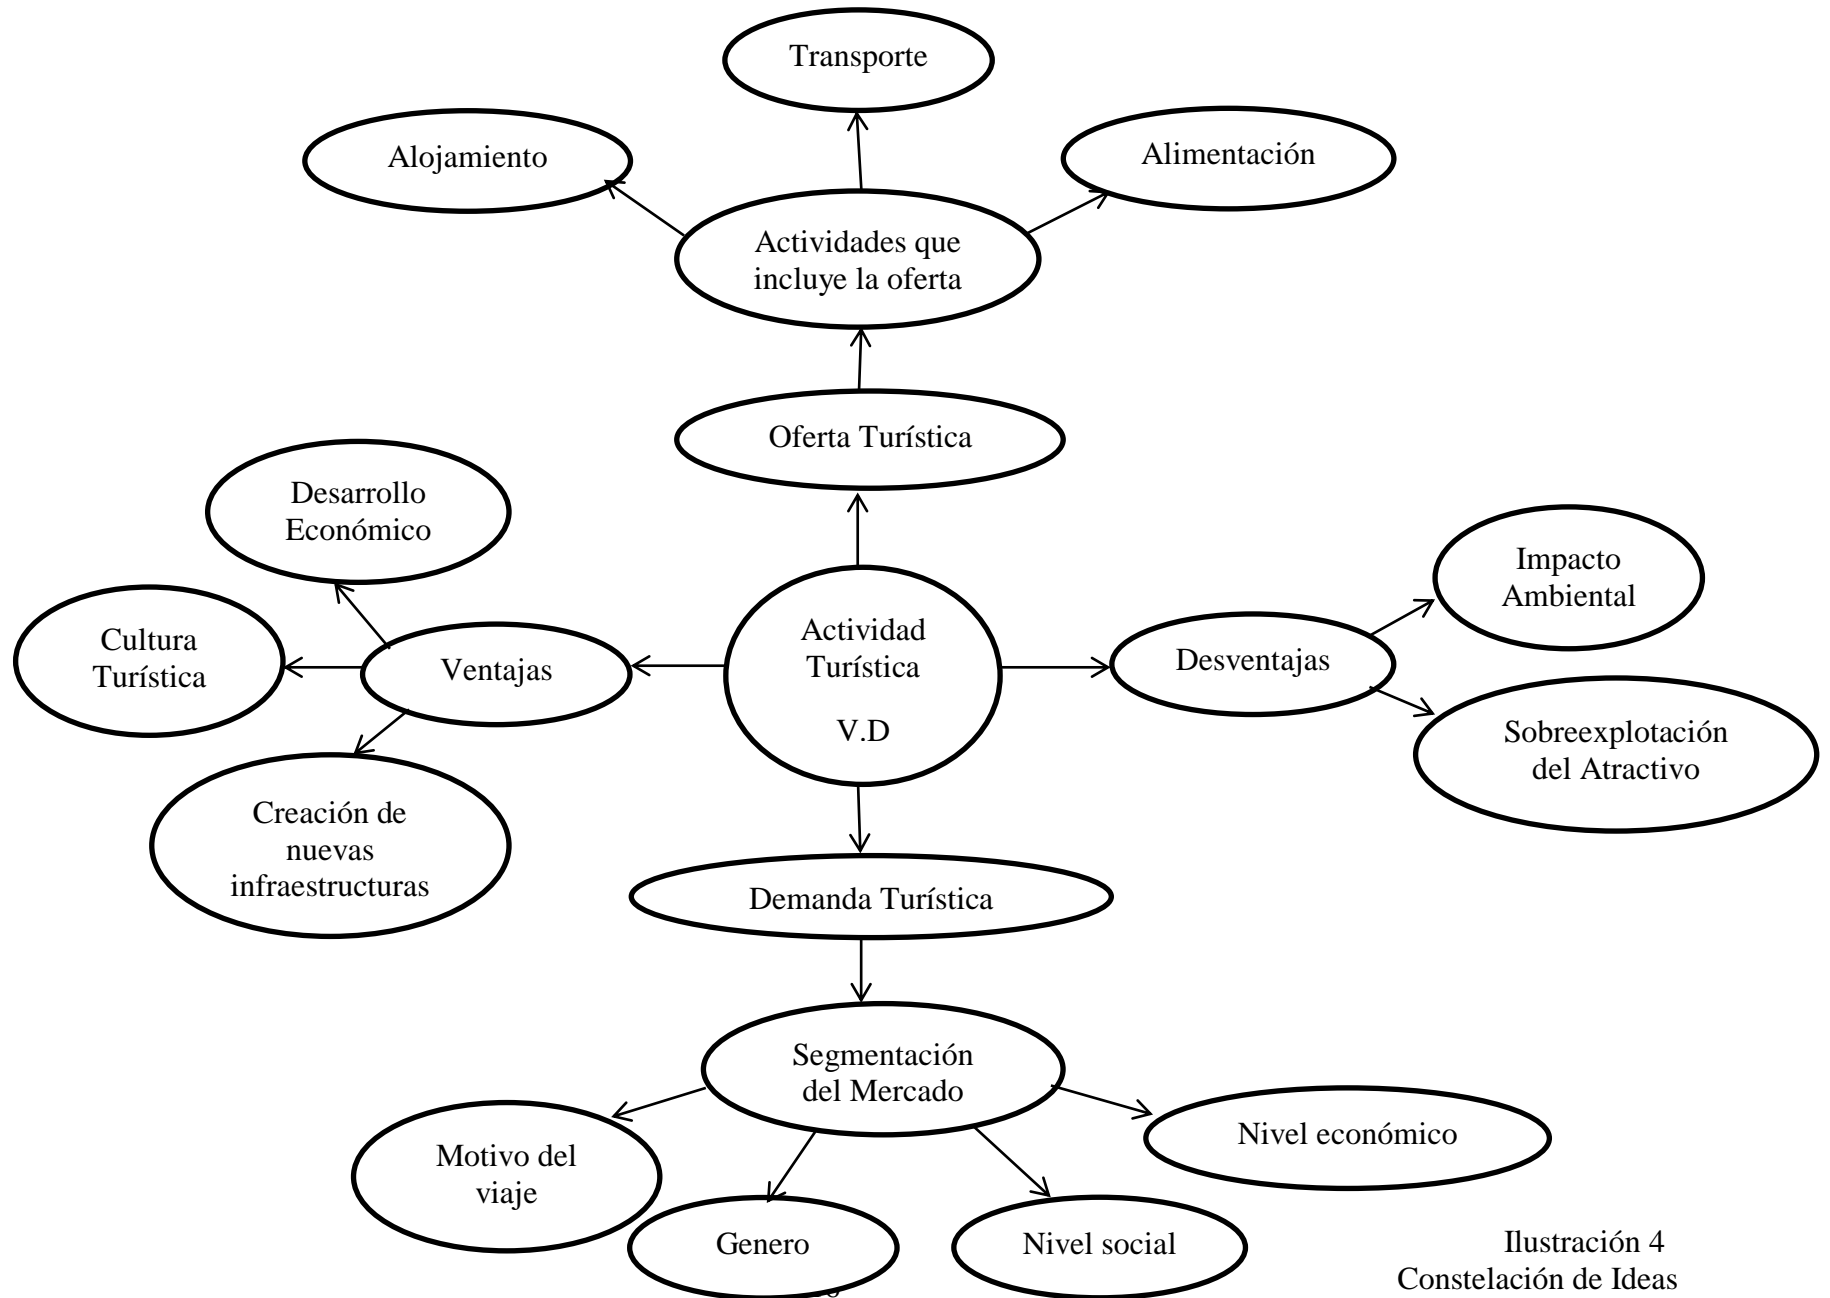 Transporte
Alojamiento
Alimentación
Actividades que
incluye la oferta
Oferta Turística
Desarrollo
Económico
Cultura
Turística
Ventajas
Creación de
nuevas
infraestructuras
Actividad
Turística
V.D
Desventajas
Impacto
Ambiental
Sobreexplotación
del Atractivo
Demanda Turística
Segmentación
del Mercado
Motivo del
viaje
Genero
Nivel social
Nivel económico
Ilustración 4
Constelación de Ideas